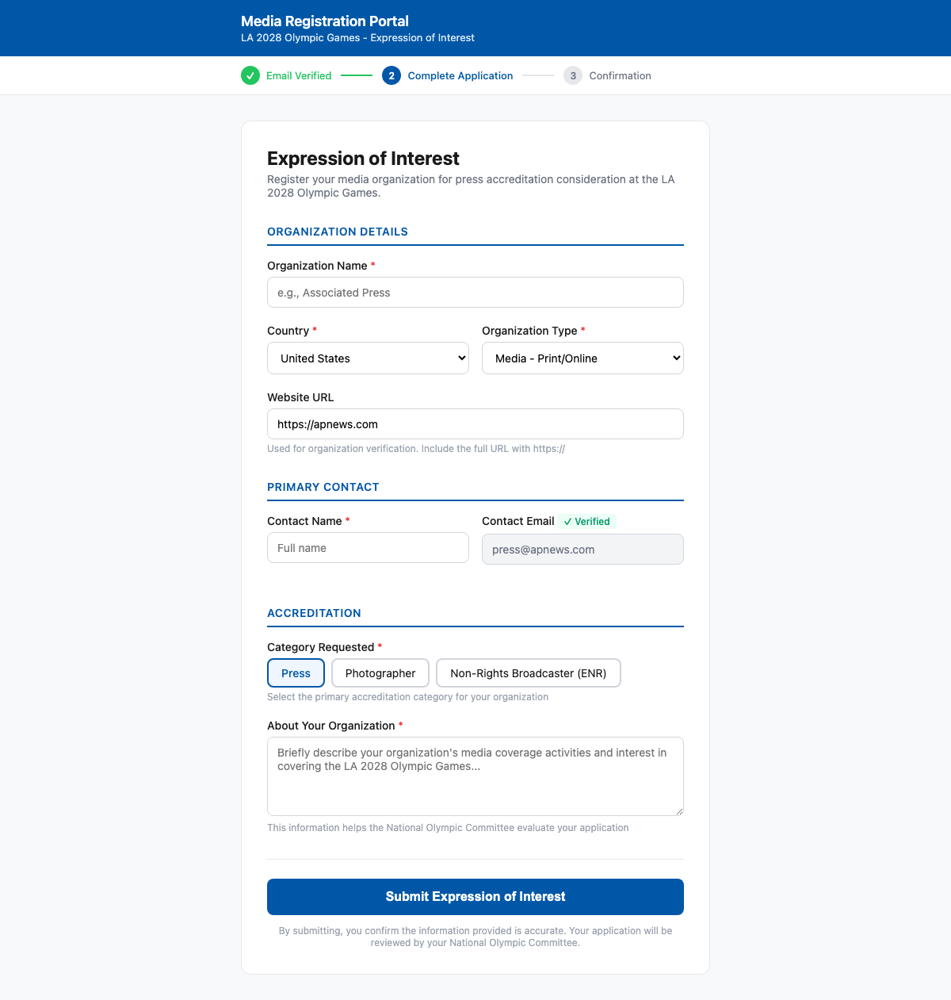 Media Registration Portal
LA 2028 Olympic Games - Expression of Interest
Email Verified
2 Complete Application
3 Confirmation
Expression of Interest
Register your media organization for press accreditation consideration at the LA
2028 Olympic Games.
ORGANIZATION DETAILS
Organization Name *
e.g., Associated Press
Country *
Organization Type *
United States
Media - Print/Online
Website URL
https://apnews.com
Used for organization verification. Include the full URL with https://
PRIMARY CONTACT
Contact Name *
Contact Email ✓ Verified
Full name
press@apnews.com
ACCREDITATION
Category Requested *
Press
Photographer
Non-Rights Broadcaster (ENR)
Select the primary accreditation category for your organization
About Your Organization *
Briefly describe your organization's media coverage activities and interest in
covering the LA 2028 Olympic Games...
This information helps the National Olympic Committee evaluate your application
Submit Expression of Interest
By submitting, you confirm the information provided is accurate. Your application will be
reviewed by your National Olympic Committee.